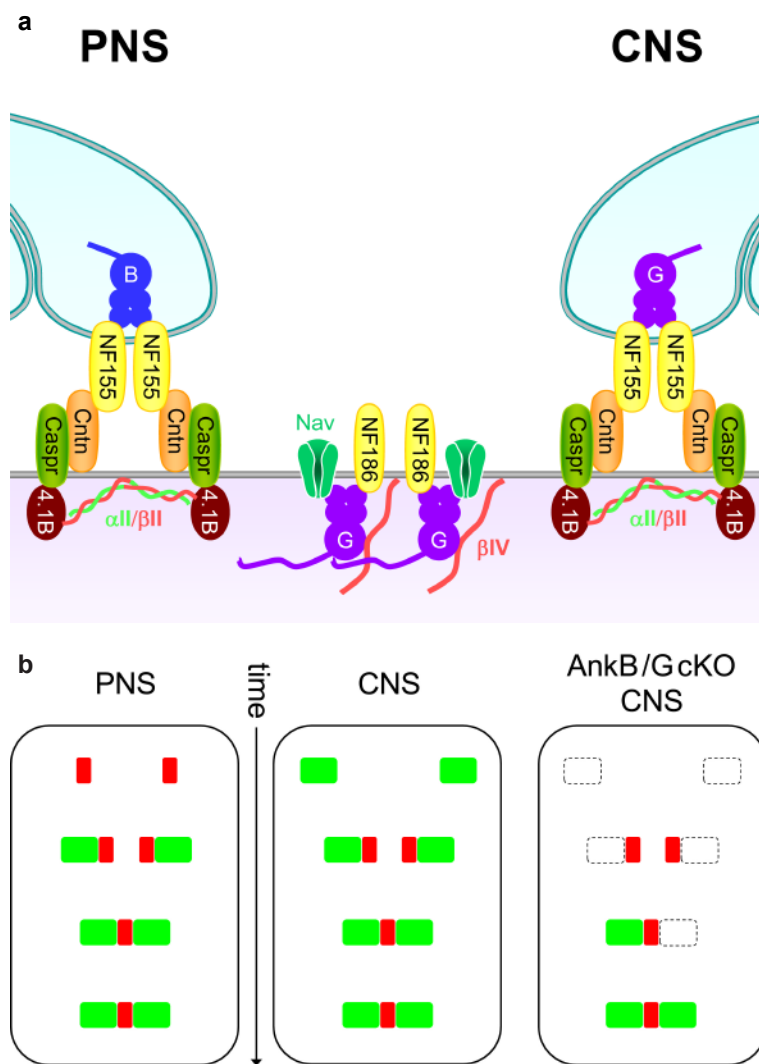 a
PNS
CNS
B
G
NF155
NF155
NF155
NF155
Caspr
Cntn
Cntn
Caspr
Nav
NF186
NF186
Caspr
Cntn
Cntn
Caspr
4.1B
αII/βII
4.1B
G
G
βIV
4.1B
αII/βII
4.1B
b
PNS
time
CNS
AnkB/G cKO
CNS